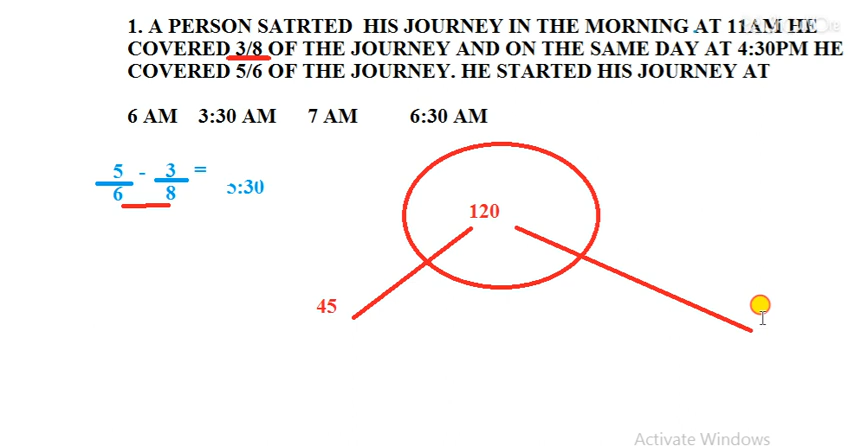 1. A PERSON SATRTED HIS JOURNEY IN THE MORNING AT 11AM HE
COVERED 3/8 OF THE JOURNEY AND ON THE SAME DAY AT 4:30PM HE
COVERED 5/6 OF THE JOURNEY. HE STARTED HIS JOURNEY AT
6 AM 3:30 AM 7 AM 6:30 AM
5 - 3 =
6 8
5:30
120
45
Activate Windows